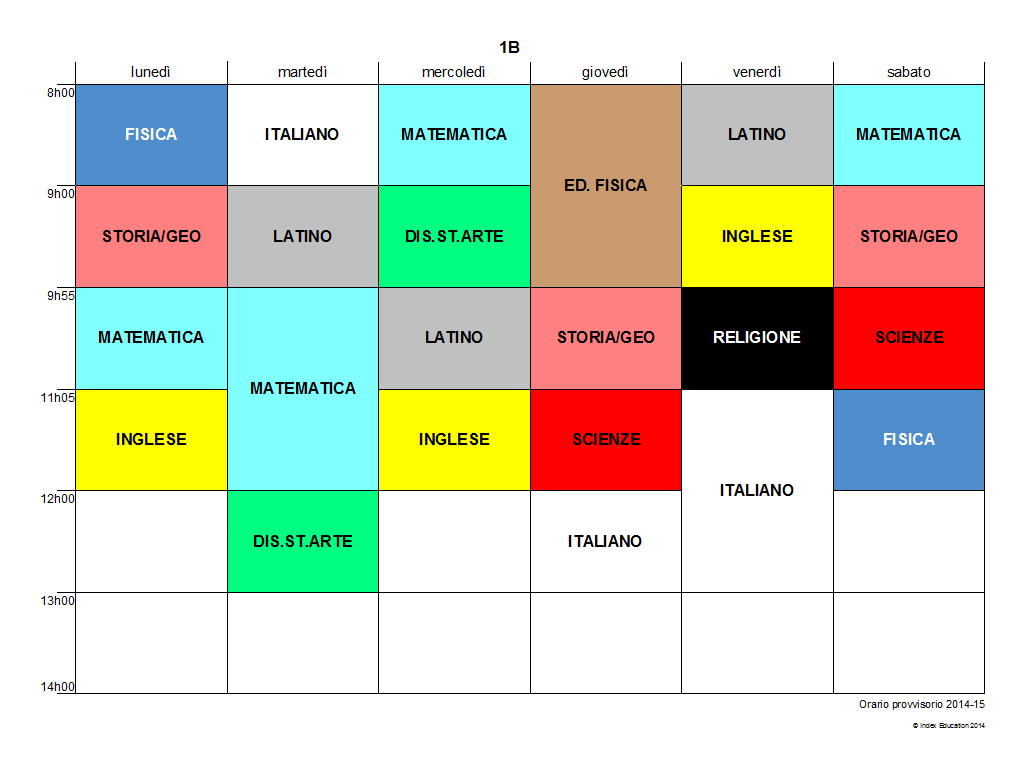 1B
lunedì martedì mercoledì giovedì venerdì sabato
8h00
FISICA ITALIANO MATEMATICA LATINO MATEMATICA
ED. FISICA
9h00
STORIA/GEO LATINO DIS.ST.ARTE INGLESE STORIA/GEO
9h55
MATEMATICA LATINO STORIA/GEO RELIGIONE SCIENZE
MATEMATICA
11h05
INGLESE INGLESE SCIENZE FISICA
ITALIANO
12h00
DIS.ST.ARTE ITALIANO
13h00
14h00
Orario provvisorio 2014-15
© Index Education 2014